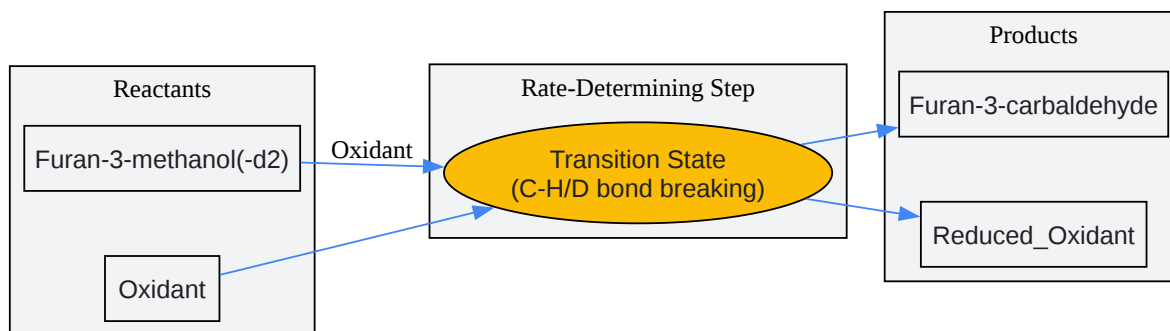 Reactants
Furan-3-methanol(-d2)
Oxidant
Oxidant
Rate-Determining Step
Transition State
(C-H/D bond breaking)
Products
Furan-3-carbaldehyde
Reduced_Oxidant